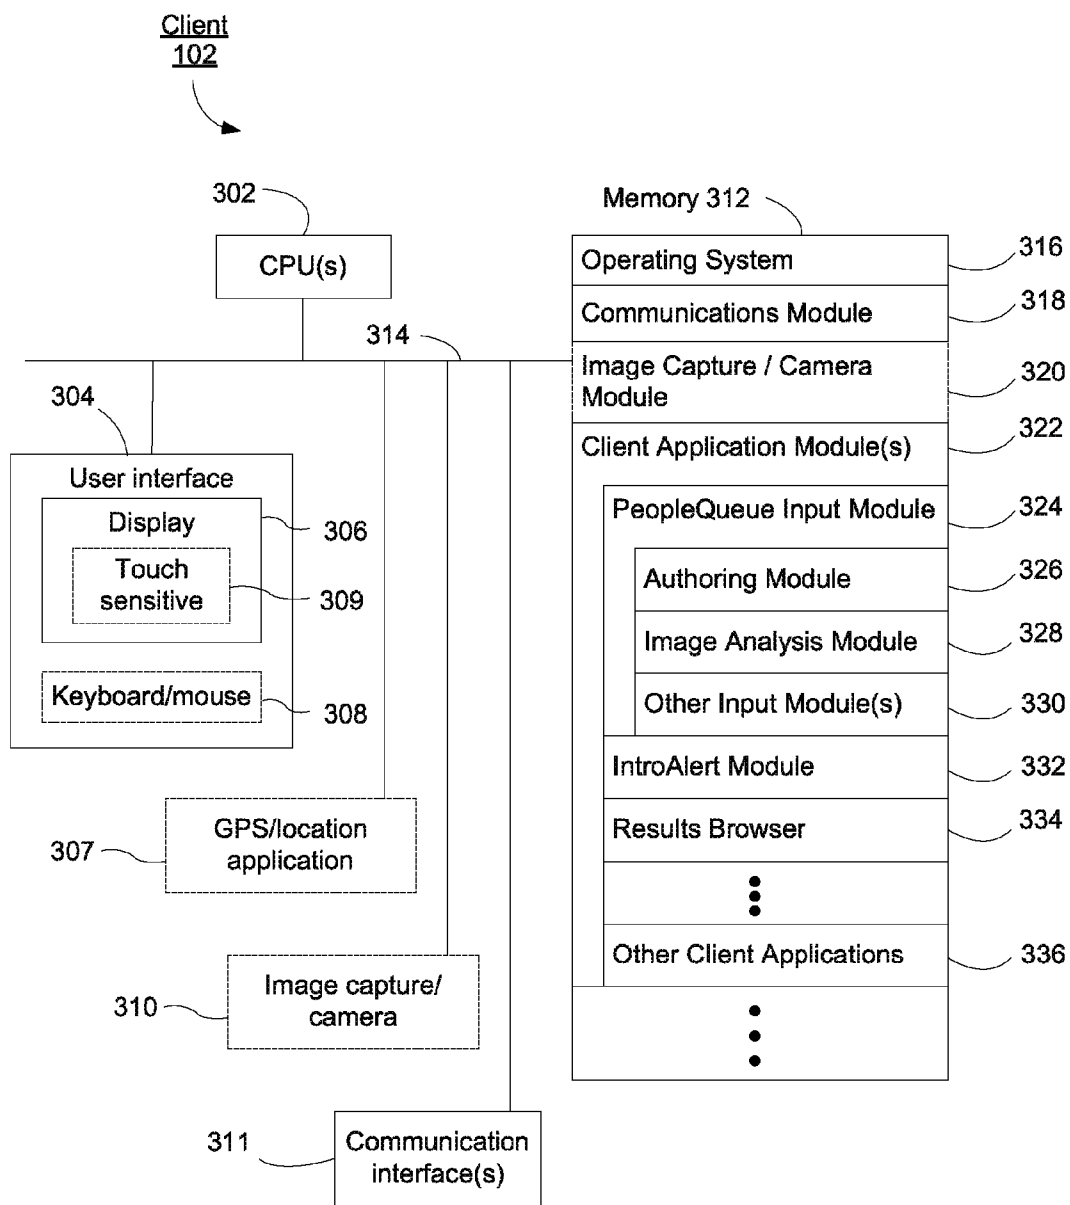 Client
102
302
CPU(s)
314
304
User interface
Display
306
Touch
sensitive
309
Keyboard/mouse
308
GPS/location
application
307
Image capture/
camera
310
311
Communication
interface(s)
Memory 312
Operating System
316
Communications Module
318
Image Capture / Camera
Module
320
Client Application Module(s)
322
PeopleQueue Input Module
324
Authoring Module
326
Image Analysis Module
328
Other Input Module(s)
330
IntroAlert Module
332
Results Browser
334
Other Client Applications
336